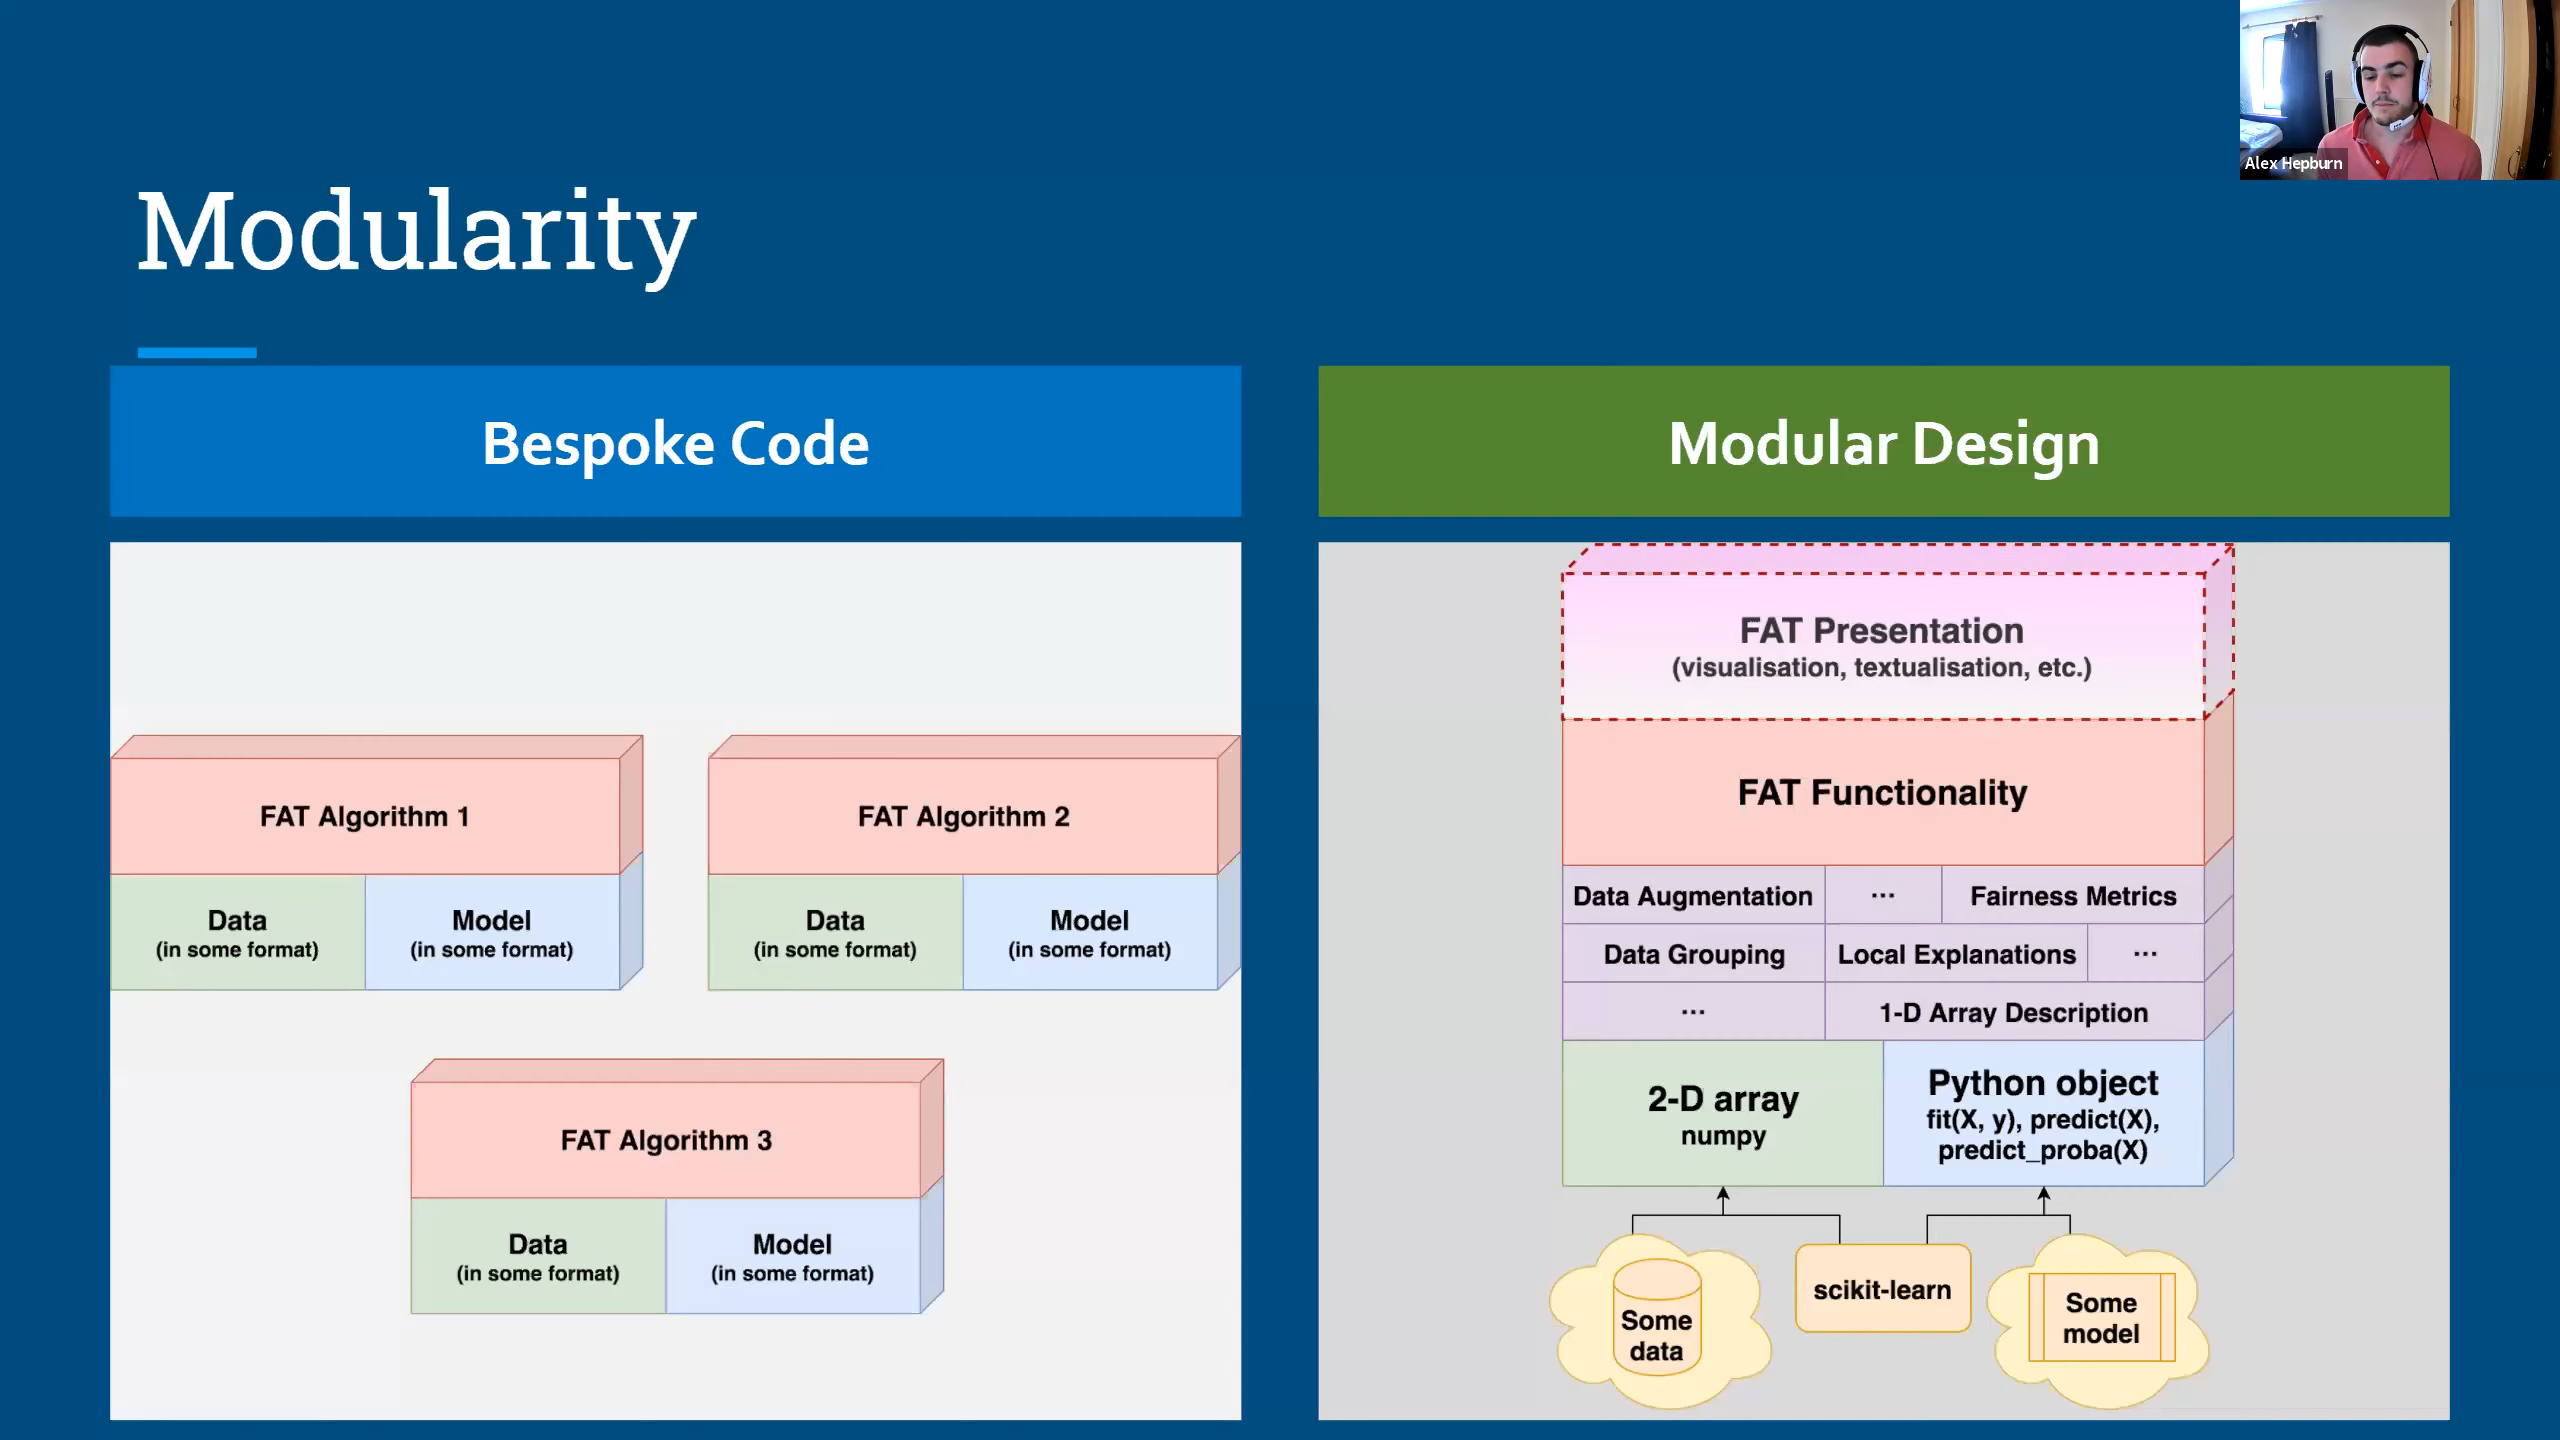 Alex Hepburn
Modularity
Bespoke Code
FAT Algorithm 1
Data
(in some format)
Model
(in some format)
FAT Algorithm 2
Data
(in some format)
Model
(in some format)
FAT Algorithm 3
Data
(in some format)
Model
(in some format)
Modular Design
FAT Presentation
(visualisation, textualisation, etc.)
FAT Functionality
Data Augmentation
...
Fairness Metrics
Data Grouping
Local Explanations
...
...
1-D Array Description
2-D array
numpy
Python object
fit(X, y), predict(X),
predict_proba(X)
Some
data
scikit-learn
Some
model